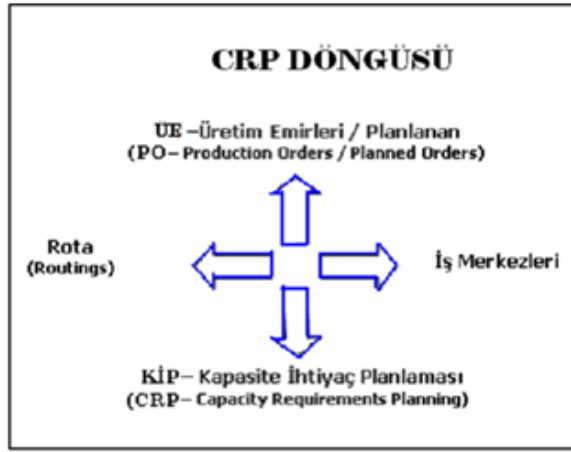 CRP DÖNGÜSÜ
ÜE –Üretim Emirleri / Planlanan
(PO– Production Orders / Planned Orders)
Rota
(Routings)
İş Merkezleri
KİP– Kapasite İhtiyaç Planlaması
(CRP– Capacity Requirements Planning)